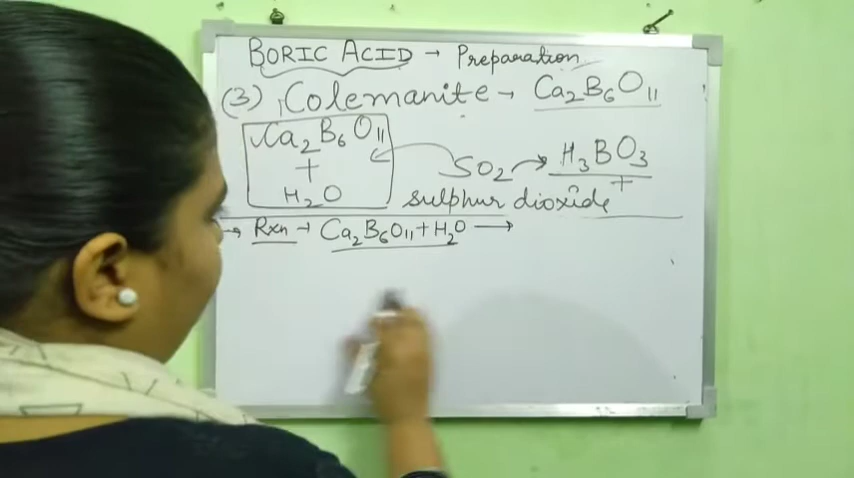 BORIC ACID → Preparation
(3) Colemanite → Ca₂B₆O₁₁
Ca₂B₆O₁₁
+
H₂O
SO₂ → H₃BO₃
+
sulphur dioxide
→ Rxn → Ca₂B₆O₁₁ + H₂O →